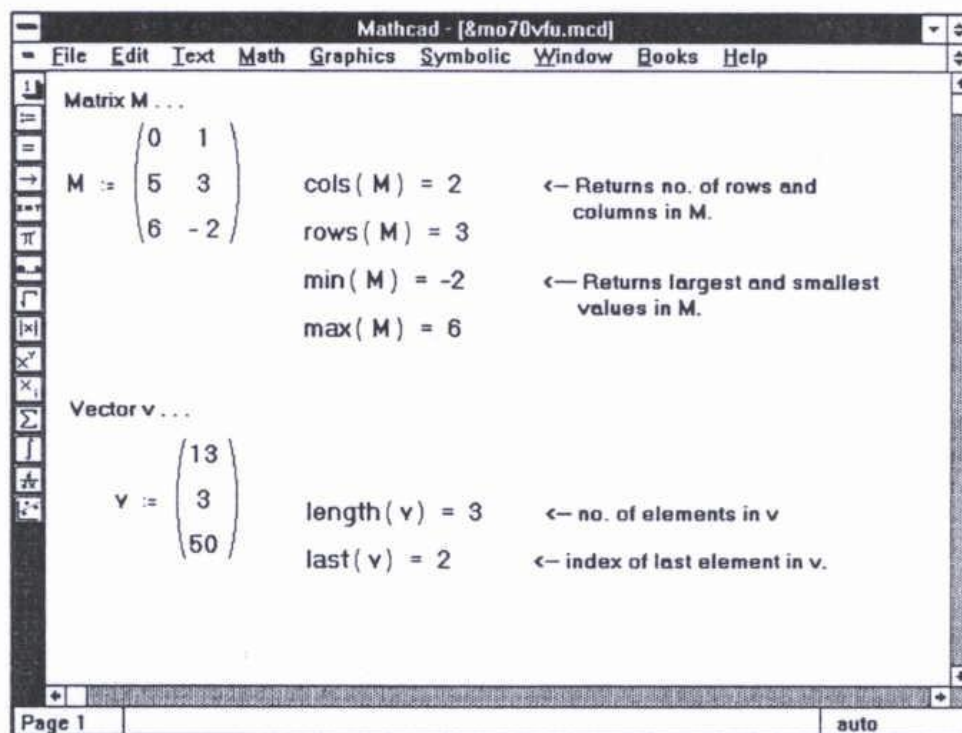 Mathcad - [&mo70vfu.mcd]
File Edit Text Math Graphics Symbolic Window Books Help
Matrix M . . .
M := (0 1
5 3
6 -2)
cols( M ) = 2 <-- Returns no. of rows and
columns in M.
rows( M ) = 3
min( M ) = -2 <-- Returns largest and smallest
values in M.
max( M ) = 6
Vector v . . .
v := (13
3
50)
length( v ) = 3 <-- no. of elements in v
last( v ) = 2 <-- index of last element in v.
Page 1 auto